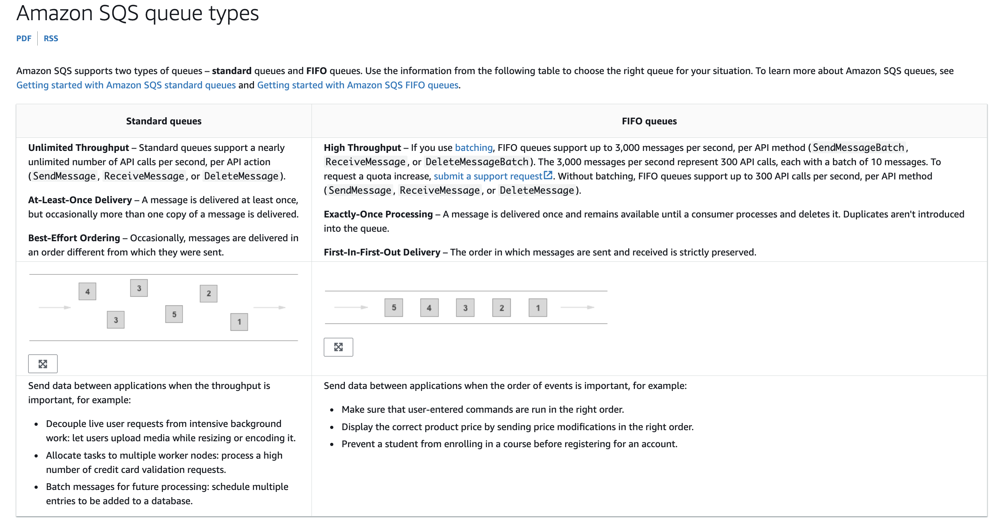 Amazon SQS queue types
PDF
RSS
Amazon SQS supports two types of queues – standard queues and FIFO queues. Use the information from the following table to choose the right queue for your situation. To learn more about Amazon SQS queues, see
Getting started with Amazon SQS standard queues and Getting started with Amazon SQS FIFO queues.
Standard queues
FIFO queues
Unlimited Throughput – Standard queues support a nearly
unlimited number of API calls per second, per API action
(SendMessage, ReceiveMessage, or DeleteMessage).
At-Least-Once Delivery – A message is delivered at least once,
but occasionally more than one copy of a message is delivered.
Best-Effort Ordering – Occasionally, messages are delivered in
an order different from which they were sent.
High Throughput – If you use batching, FIFO queues support up to 3,000 messages per second, per API method (SendMessageBatch,
ReceiveMessage, or DeleteMessageBatch). The 3,000 messages per second represent 300 API calls, each with a batch of 10 messages. To
request a quota increase, submit a support request. Without batching, FIFO queues support up to 300 API calls per second, per API method
(SendMessage, ReceiveMessage, or DeleteMessage).
Exactly-Once Processing – A message is delivered once and remains available until a consumer processes and deletes it. Duplicates aren't introduced
into the queue.
First-In-First-Out Delivery – The order in which messages are sent and received is strictly preserved.
4
3
2
3
5
1
5 4 3 2 1
Send data between applications when the throughput is
important, for example:
• Decouple live user requests from intensive background
work: let users upload media while resizing or encoding it.
• Allocate tasks to multiple worker nodes: process a high
number of credit card validation requests.
• Batch messages for future processing: schedule multiple
entries to be added to a database.
Send data between applications when the order of events is important, for example:
• Make sure that user-entered commands are run in the right order.
• Display the correct product price by sending price modifications in the right order.
• Prevent a student from enrolling in a course before registering for an account.